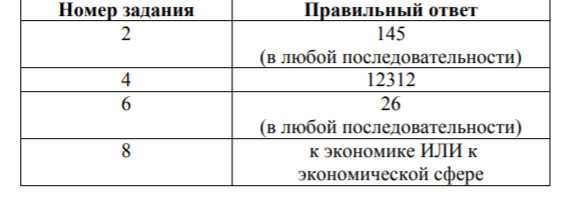 Номер задания Правильный ответ
2 145
(в любой последовательности)
4 12312
6 26
(в любой последовательности)
8 к экономике ИЛИ к
экономической сфере